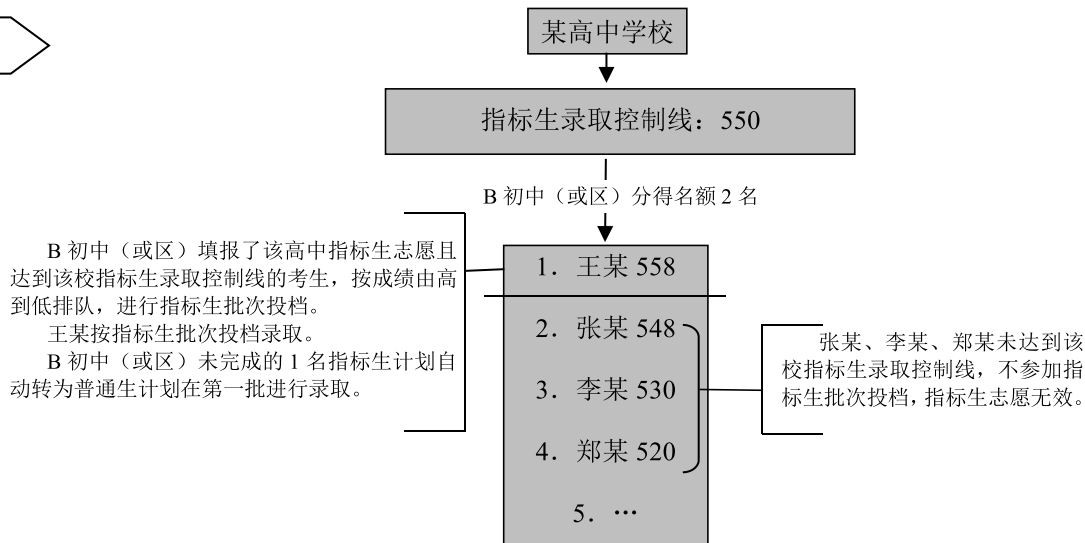 某高中学校
指标生录取控制线：550
B 初中（或区）分得名额 2 名
B 初中（或区）填报了该高中指标生志愿且
达到该校指标生录取控制线的考生，按成绩由高
到低排队，进行指标生批次投档。
王某按指标生批次投档录取。
B 初中（或区）未完成的 1 名指标生计划自
动转为普通生计划在第一批进行录取。
1．王某 558
2．张某 548
3．李某 530
4．郑某 520
5．…
张某、李某、郑某未达到该
校指标生录取控制线，不参加指
标生批次投档，指标生志愿无效。